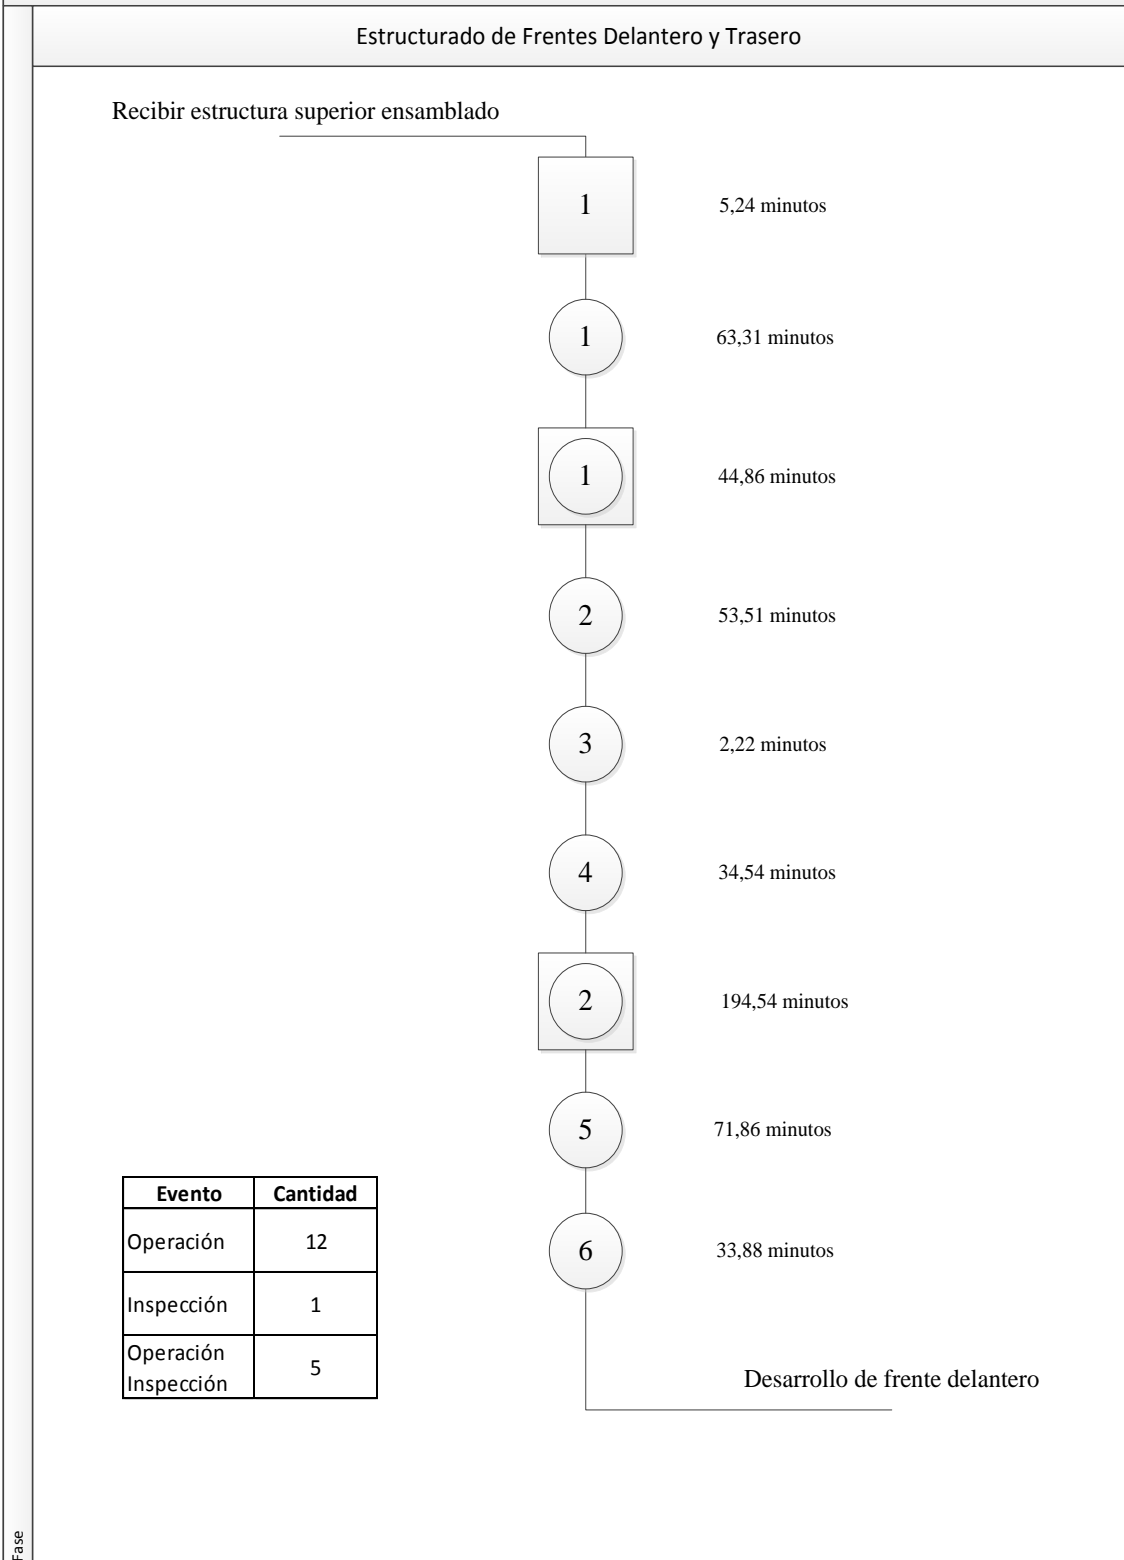 Estructurado de Frentes Delantero y Trasero
Recibir estructura superior ensamblado
1 5,24 minutos
1 63,31 minutos
1 44,86 minutos
2 53,51 minutos
3 2,22 minutos
4 34,54 minutos
2 194,54 minutos
5 71,86 minutos
6 33,88 minutos
Evento Cantidad
Operación 12
Inspección 1
Operación
Inspección 5
Desarrollo de frente delantero
Fase